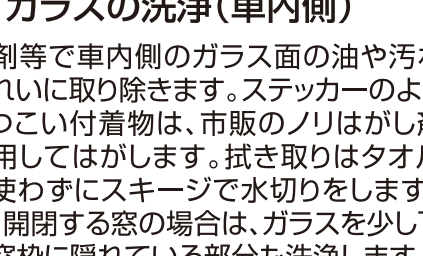 ガラスの洗浄（車内側）
剤等で車内側のガラス面の油や汚
れいに取り除きます。ステッカーのよ
つこい付着物は、市販のノリはがし
用してはがします。拭き取りはタオル
使わずにスキージで水切りをします
開閉する窓の場合は、ガラスを少し下
窓枠に隠れている部分も洗浄します